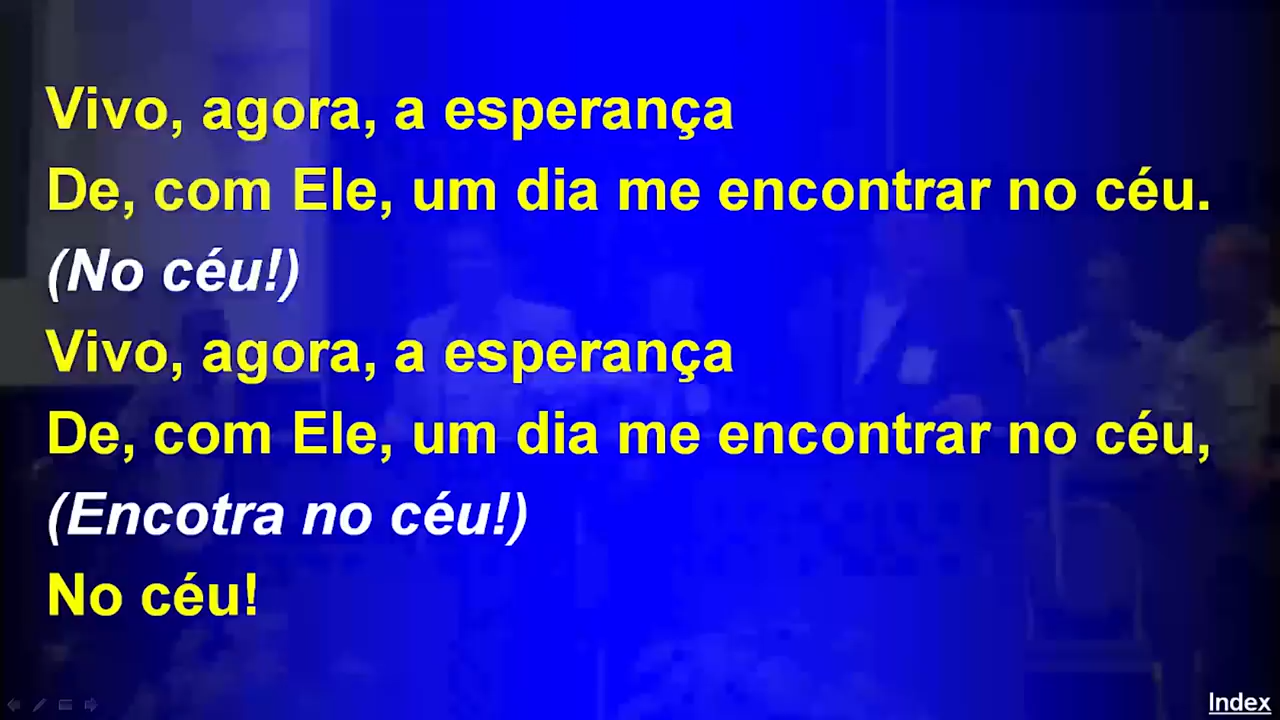 Vivo, agora, a esperança
De, com Ele, um dia me encontrar no céu.
(No céu!)
Vivo, agora, a esperança
De, com Ele, um dia me encontrar no céu,
(Encotra no céu!)
No céu!
Index